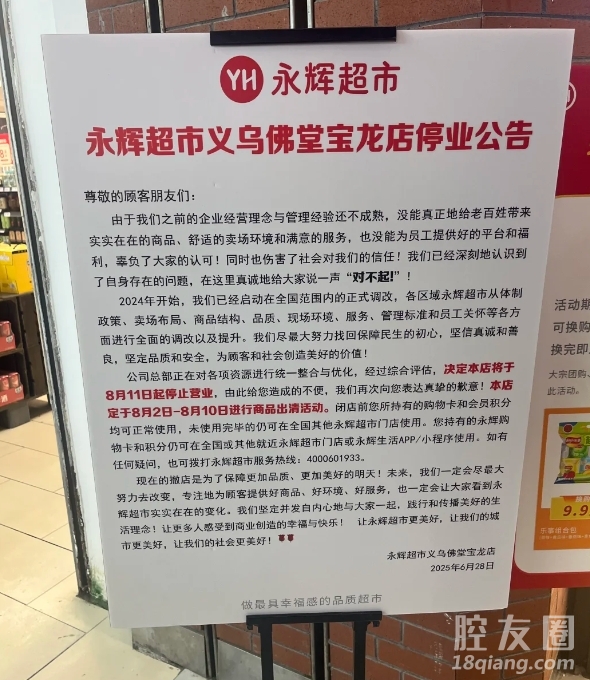 YH 永辉超市
永辉超市义乌佛堂宝龙店停业公告
尊敬的顾客朋友们：
由于我们之前的企业经营理念与管理经验还不成熟，没能真正地给老百姓带来
实实在在的商品、舒适的卖场环境和满意的服务，也没能为员工提供好的平台和福
利，辜负了大家的认可！同时也伤害了社会对我们的信任！我们已经深刻地认识到
了自身存在的问题，在这里真诚地给大家说一声“对不起！”！
2024年开始，我们已经启动在全国范围内的正式调改，各区域永辉超市从体制
政策、卖场布局、商品结构、品质、现场环境、服务、管理标准和员工关怀等各方
面进行全面的调改以及提升。我们尽最大努力找回保障民生的初心，坚信真诚和善
良，坚定品质和安全，为顾客和社会创造美好的价值！
公司总部正在对各项资源进行统一整合与优化，经过综合评估，决定本店将于
8月11日起停止营业，由此给您造成的不便，我们再次向您表达真挚的歉意！本店
定于8月2日-8月10日进行商品出清活动。闭店前您所持有的购物卡和会员积分
均可正常使用，未使用完毕的仍可在全国其他永辉超市门店使用。您持有的永辉购
物卡和积分仍可在全国或其他就近永辉超市门店或永辉生活APP/小程序使用。如有
任何疑问，也可拨打永辉超市服务热线：4000601933。
现在的撤店是为了保障更加品质、更加美好的明天！未来，我们一定会尽最大
努力去改变，专注地为顾客提供好商品、好环境、好服务，也一定会让大家看到永
辉超市实实在在的变化。我们坚定并发自内心地与大家一起，践行和传播美好的生
活理念！让更多人感受到商业创造的幸福与快乐！ 让永辉超市更美好，让我们的城
市更美好，让我们的社会更美好！
永辉超市义乌佛堂宝龙店
2025年6月28日
做最具幸福感的品质超市
活动期
可换购
换完即
大宗团购、
此活动。
9.9
腔友圈
18qiang.com